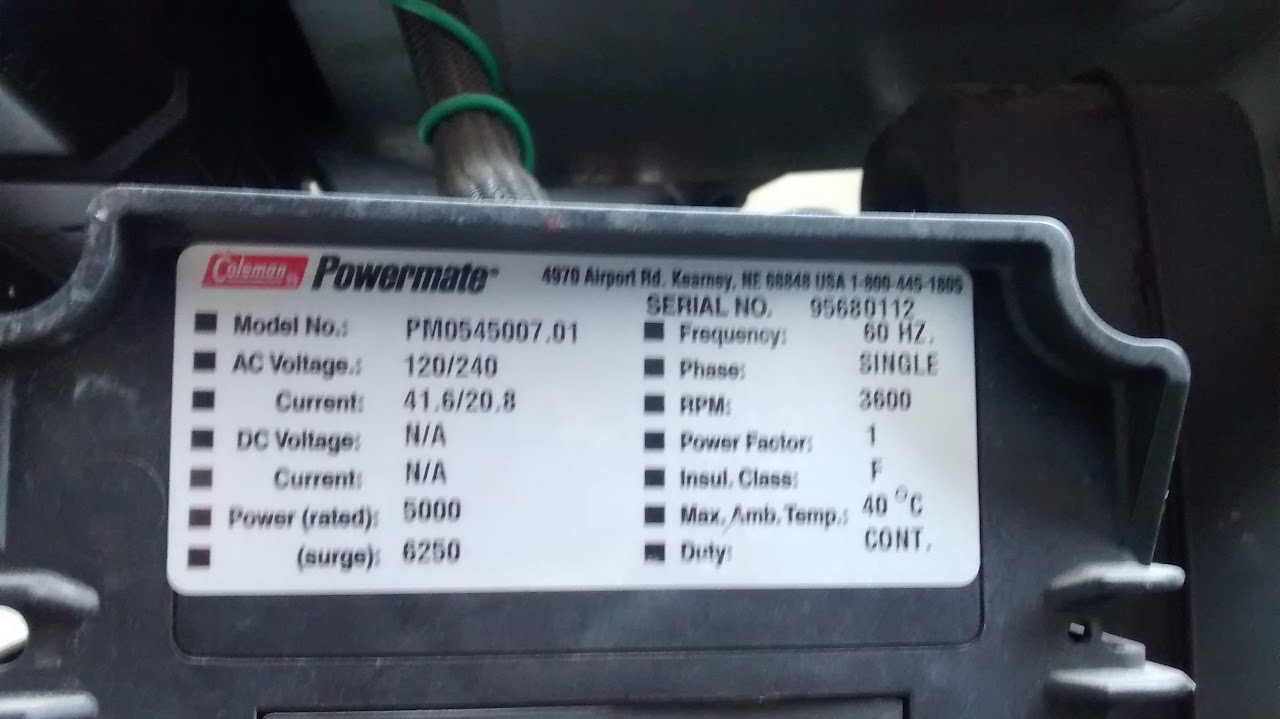 Coleman Powermate® 4970 Airport Rd. Kearney, NE 68848 USA 1-800-445-1805
SERIAL NO. 95680112
Model No.: PM0545007.01
AC Voltage.: 120/240
Current: 41.6/20.8
DC Voltage: N/A
Current: N/A
Power (rated): 5000
(surge): 6250
Frequency: 60 HZ.
Phase: SINGLE
RPM: 3600
Power Factor: 1
Insul. Class: F
Max. Amb. Temp.: 40 °C
Duty: CONT.